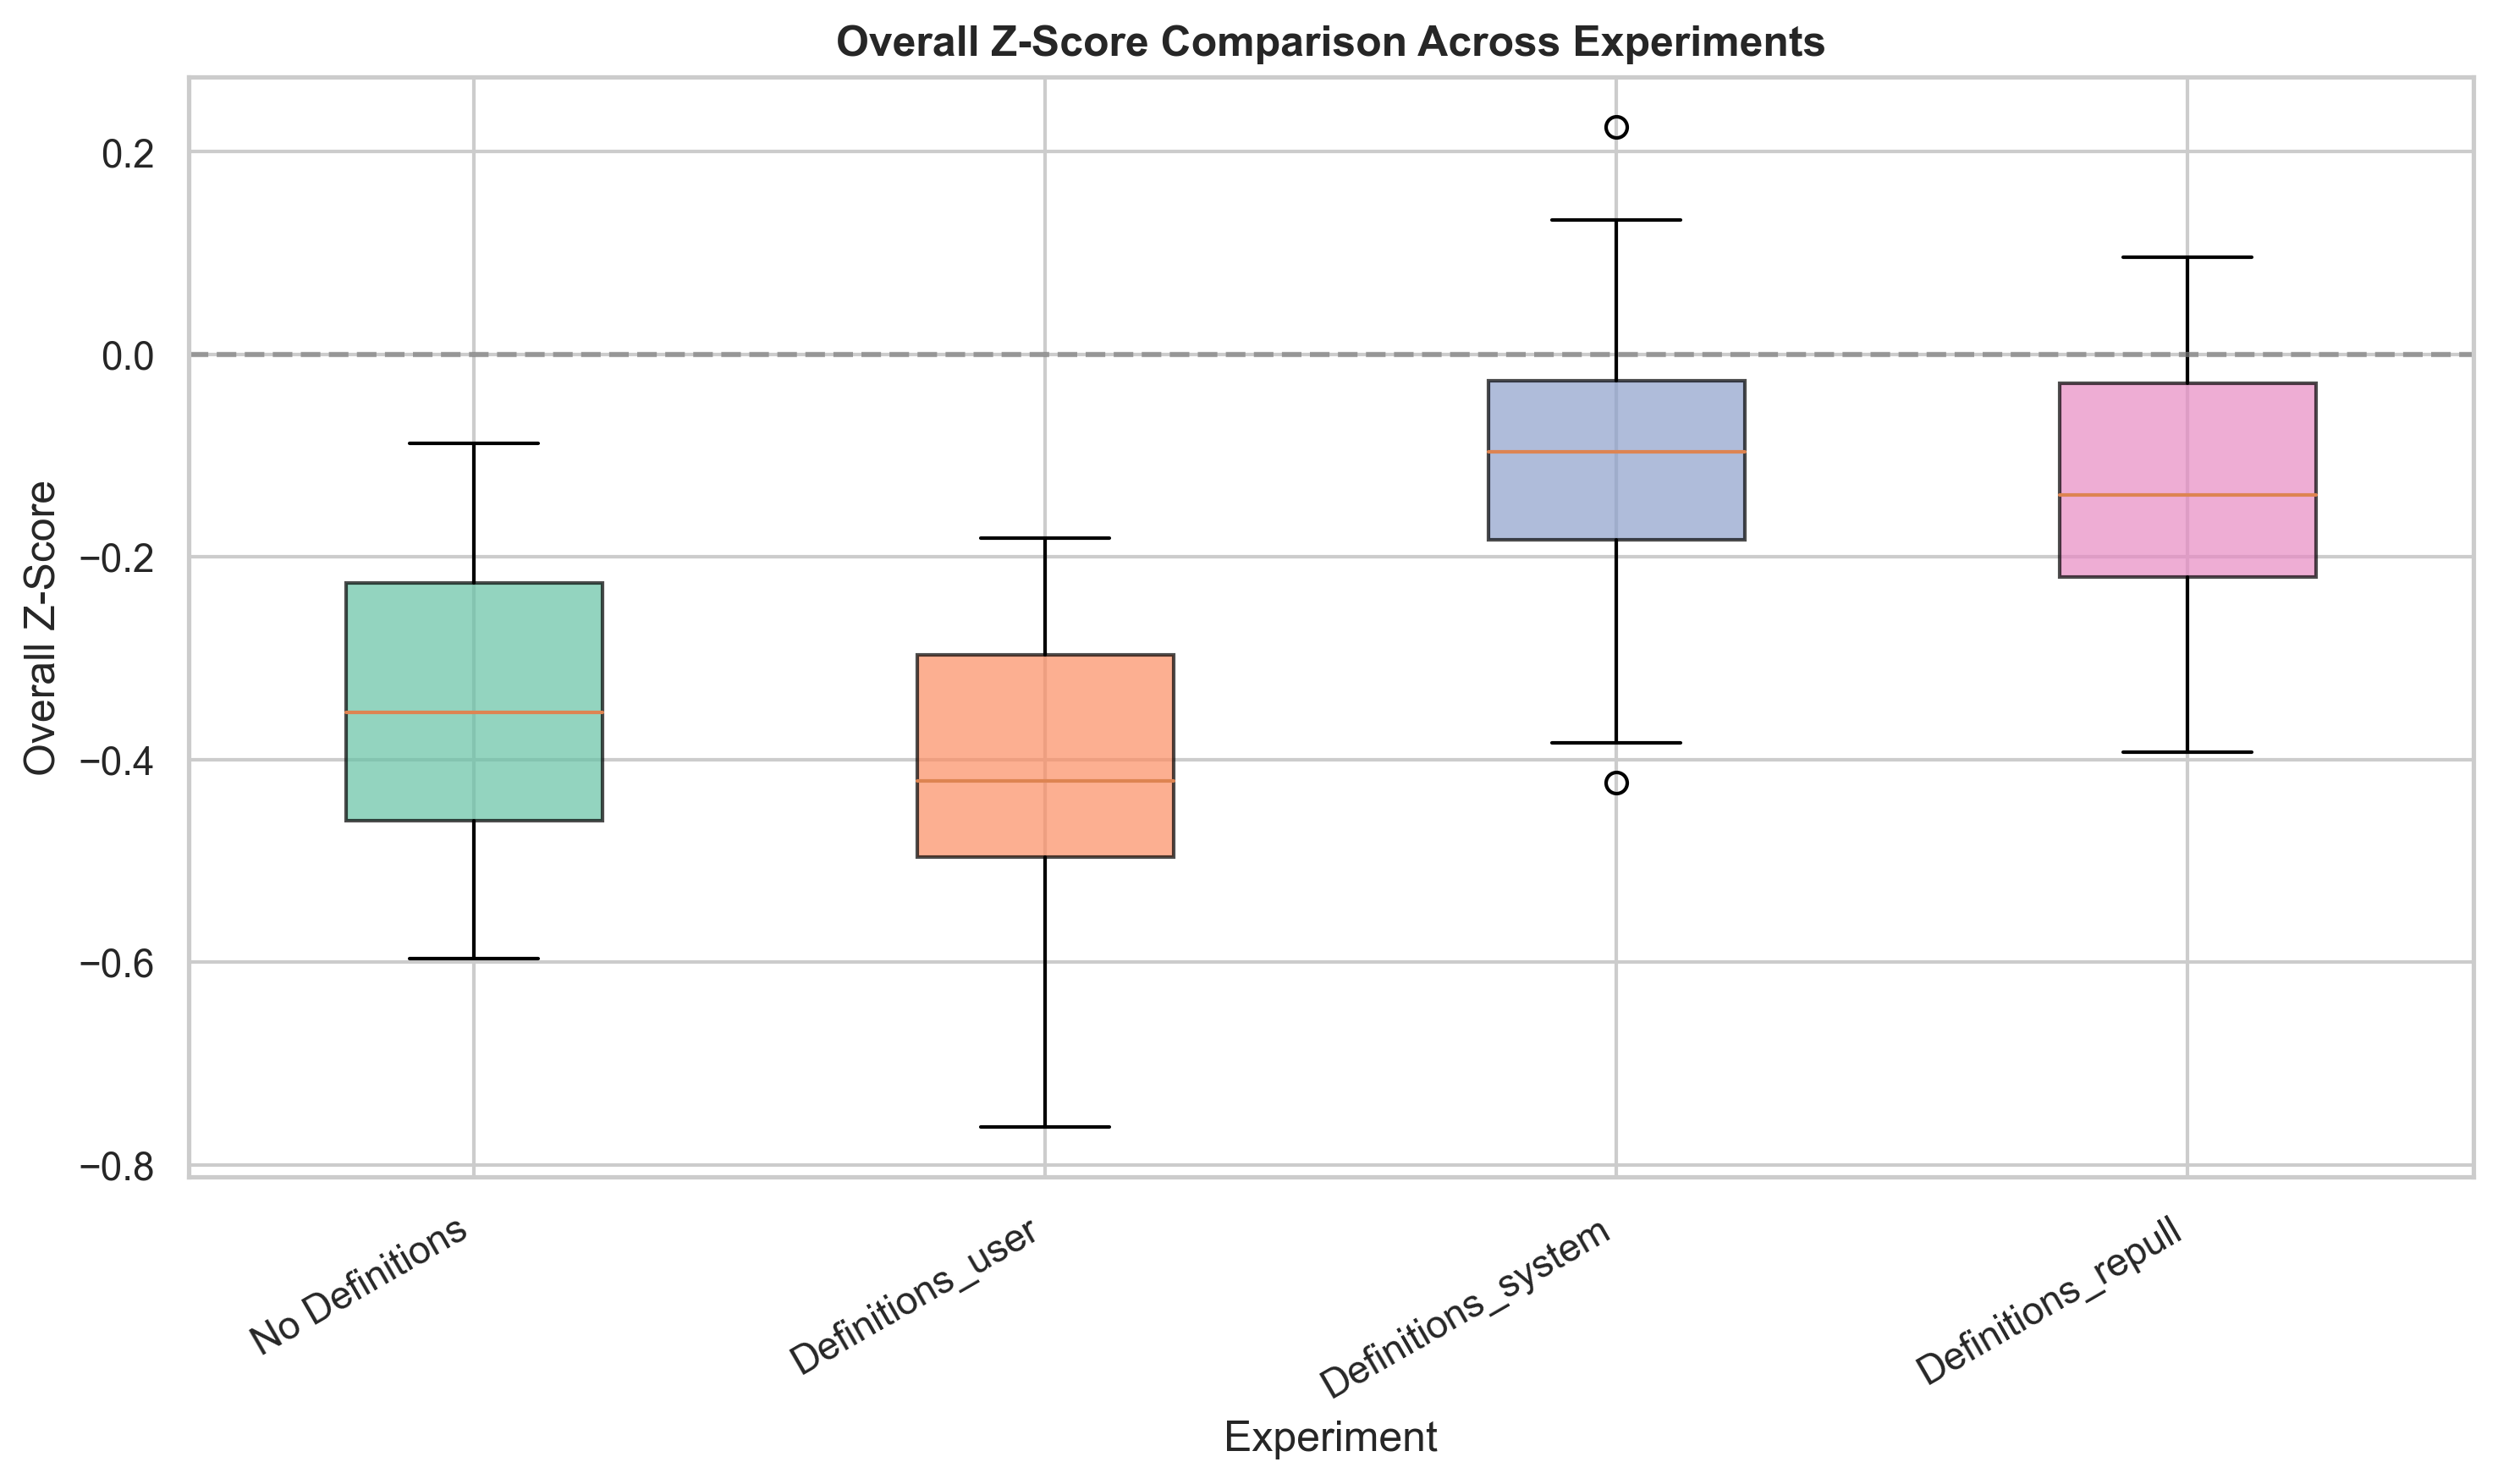 Overall Z-Score Comparison Across Experiments
Overall Z-Score
0.2
0.0
−0.2
−0.4
−0.6
−0.8
No Definitions
Definitions_user
Definitions_system
Definitions_repull
Experiment